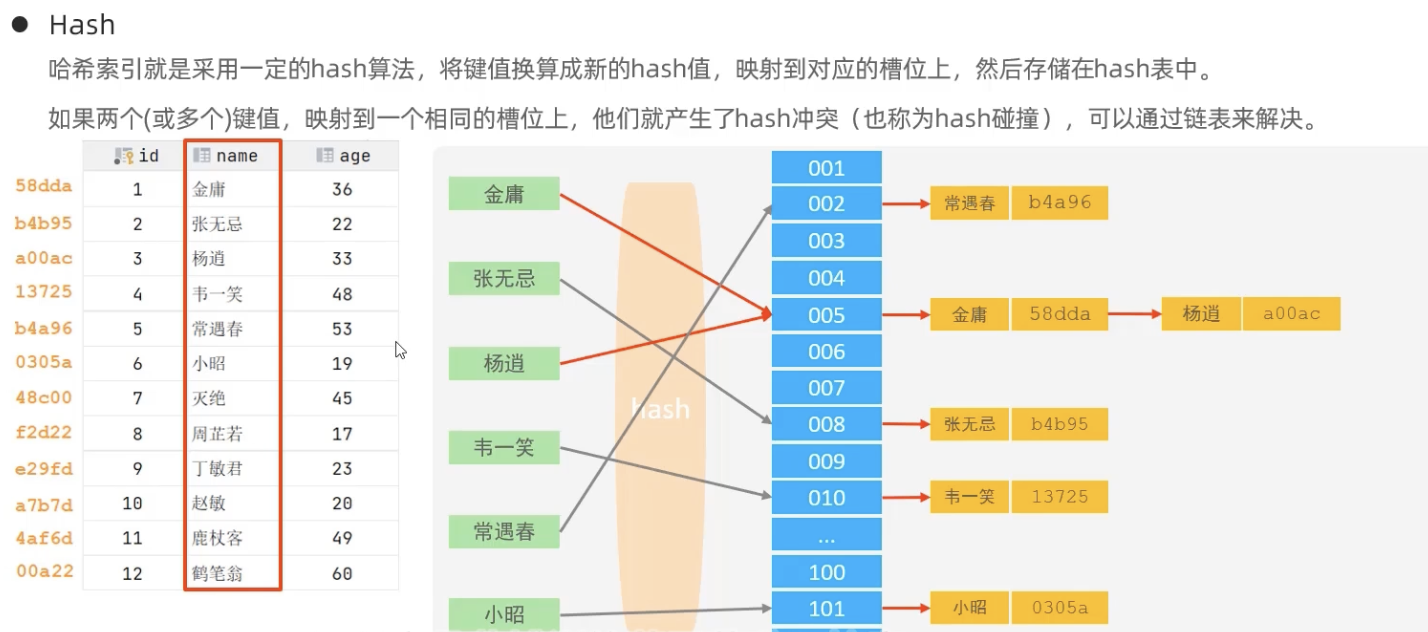 ● Hash
哈希索引就是采用一定的hash算法，将键值换算成新的hash值，映射到对应的槽位上，然后存储在hash表中。
如果两个(或多个)键值，映射到一个相同的槽位上，他们就产生了hash冲突（也称为hash碰撞），可以通过链表来解决。
id name age
58dda 1 金庸 36
b4b95 2 张无忌 22
a00ac 3 杨逍 33
13725 4 韦一笑 48
b4a96 5 常遇春 53
0305a 6 小昭 19
48c00 7 灭绝 45
f2d22 8 周芷若 17
e29fd 9 丁敏君 23
a7b7d 10 赵敏 20
4af6d 11 鹿杖客 49
00a22 12 鹤笔翁 60
金庸
张无忌
杨逍
韦一笑
常遇春
小昭
hash
001
002 常遇春 b4a96
003
004
005 金庸 58dda 杨逍 a00ac
006
007
008 张无忌 b4b95
009
010 韦一笑 13725
...
100
101 小昭 0305a